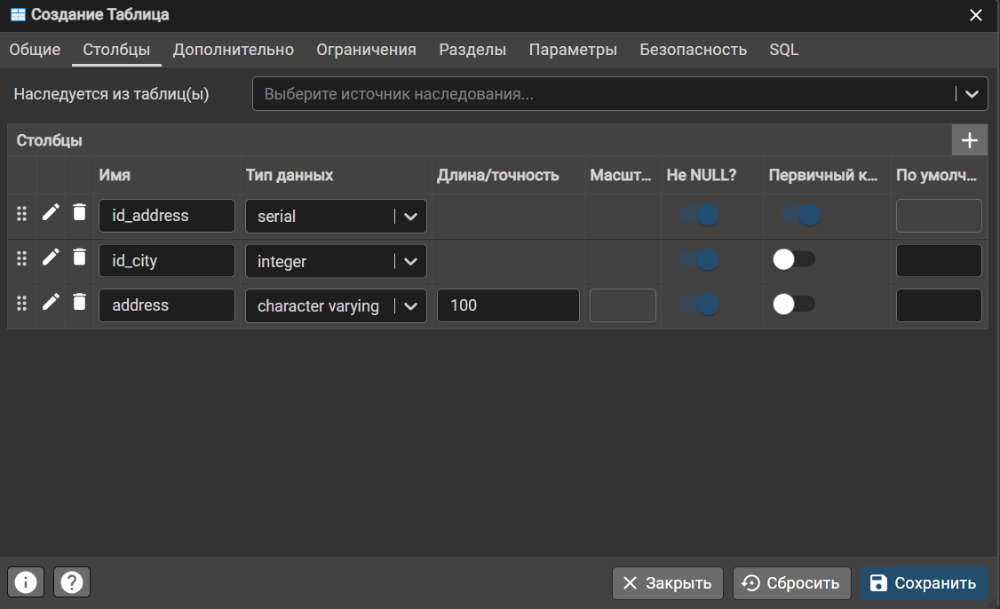 Создание Таблица
Общие Столбцы Дополнительно Ограничения Разделы Параметры Безопасность SQL
Наследуется из таблиц(ы) Выберите источник наследования...
Столбцы
Имя Тип данных Длина/точность Масшт... Не NULL? Первичный к... По умолч...
id_address serial
id_city integer
address character varying 100
Закрыть Сбросить Сохранить